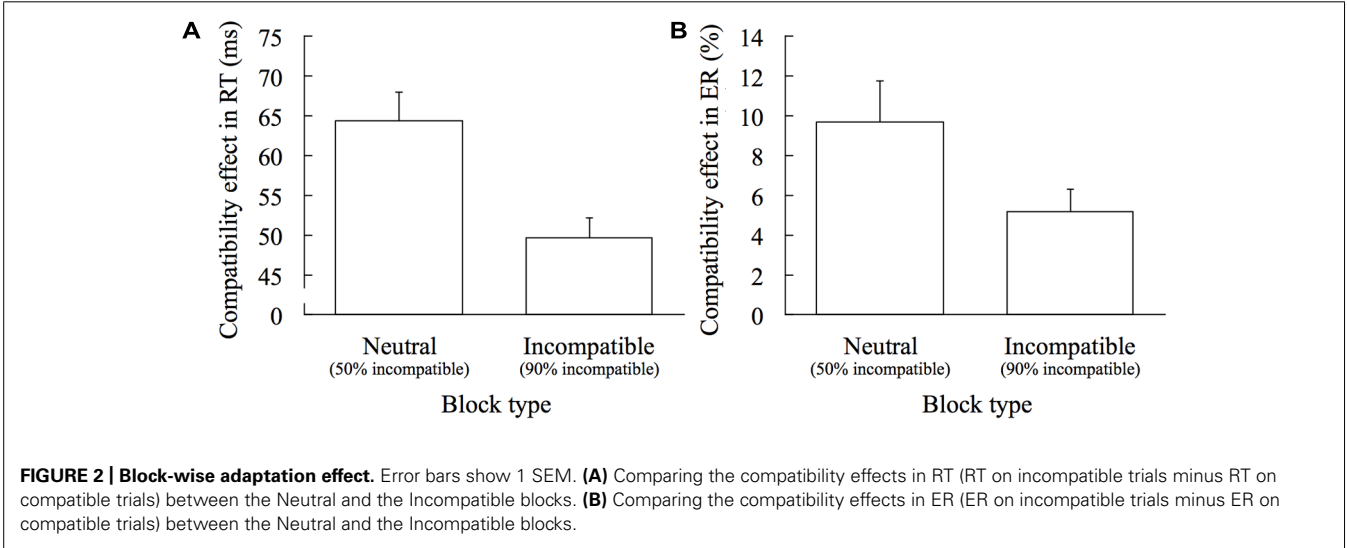 A
Compatibility effect in RT (ms)
75
70
65
60
55
50
45
0
Neutral
(50% incompatible)
Incompatible
(90% incompatible)
Block type
B
Compatibility effect in ER (%)
14
12
10
8
6
4
2
0
Neutral
(50% incompatible)
Incompatible
(90% incompatible)
Block type
FIGURE 2 | Block-wise adaptation effect. Error bars show 1 SEM. (A) Comparing the compatibility effects in RT (RT on incompatible trials minus RT on
compatible trials) between the Neutral and the Incompatible blocks. (B) Comparing the compatibility effects in ER (ER on incompatible trials minus ER on
compatible trials) between the Neutral and the Incompatible blocks.